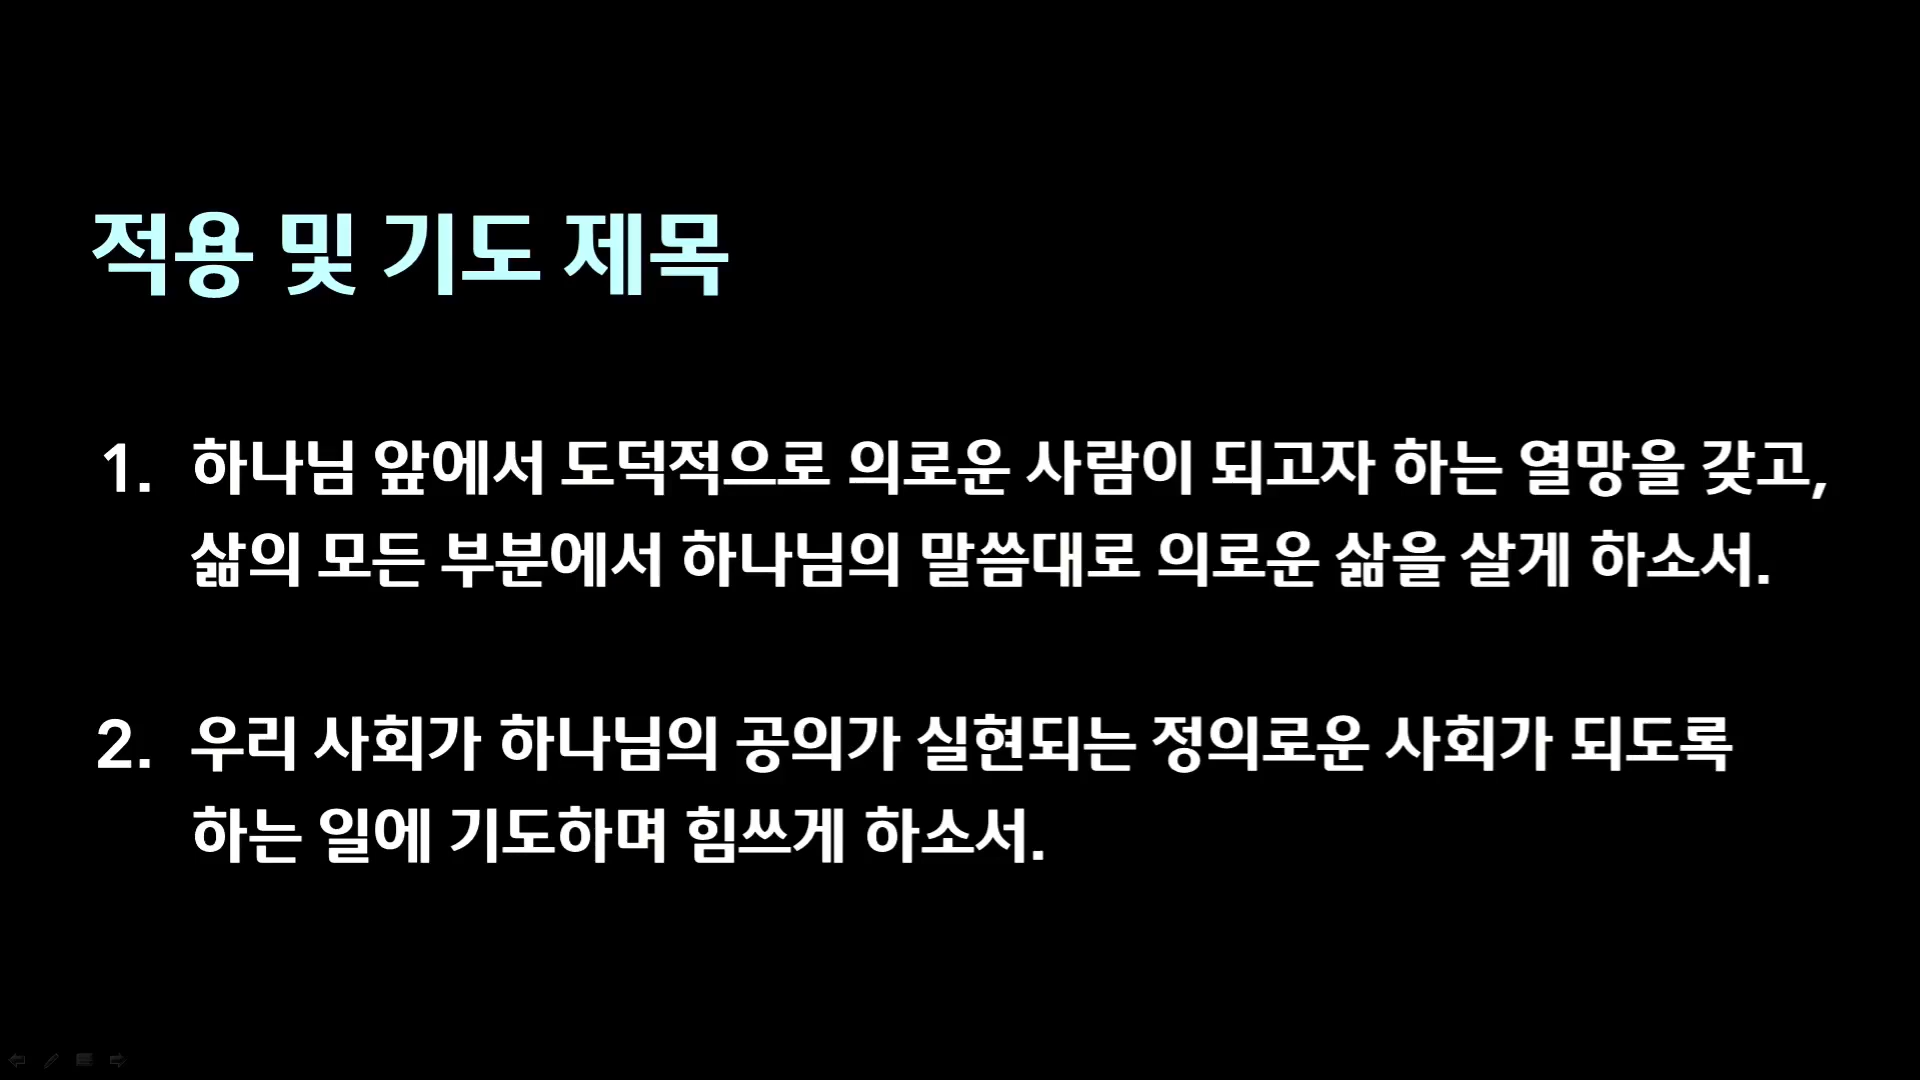 적용 및 기도 제목
1. 하나님 앞에서 도덕적으로 의로운 사람이 되고자 하는 열망을 갖고,
삶의 모든 부분에서 하나님의 말씀대로 의로운 삶을 살게 하소서.
2. 우리 사회가 하나님의 공의가 실현되는 정의로운 사회가 되도록
하는 일에 기도하며 힘쓰게 하소서.